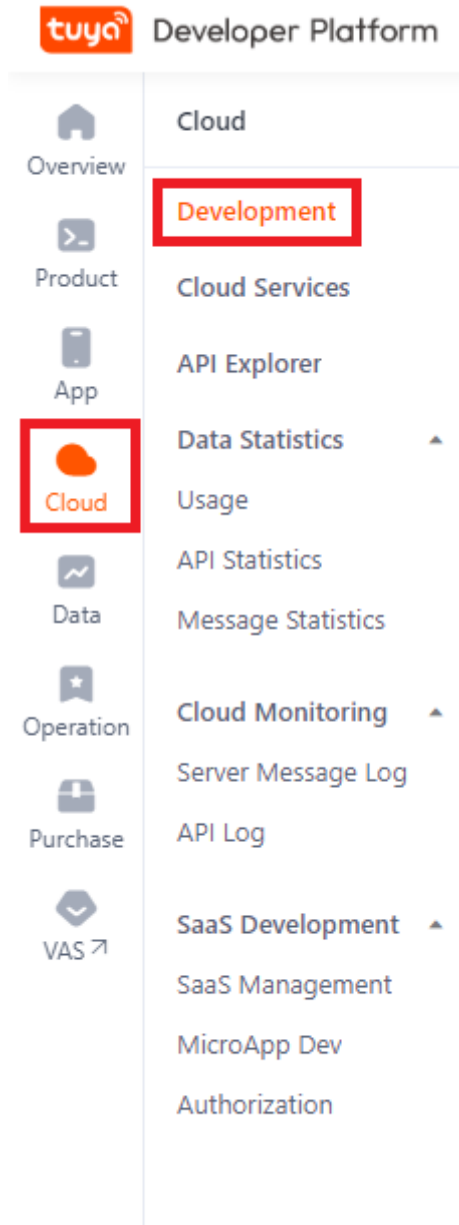 tuya Developer Platform
Overview
Product
App
Cloud
Data
Operation
Purchase
VAS
Cloud
Development
Cloud Services
API Explorer
Data Statistics
Usage
API Statistics
Message Statistics
Cloud Monitoring
Server Message Log
API Log
SaaS Development
SaaS Management
MicroApp Dev
Authorization